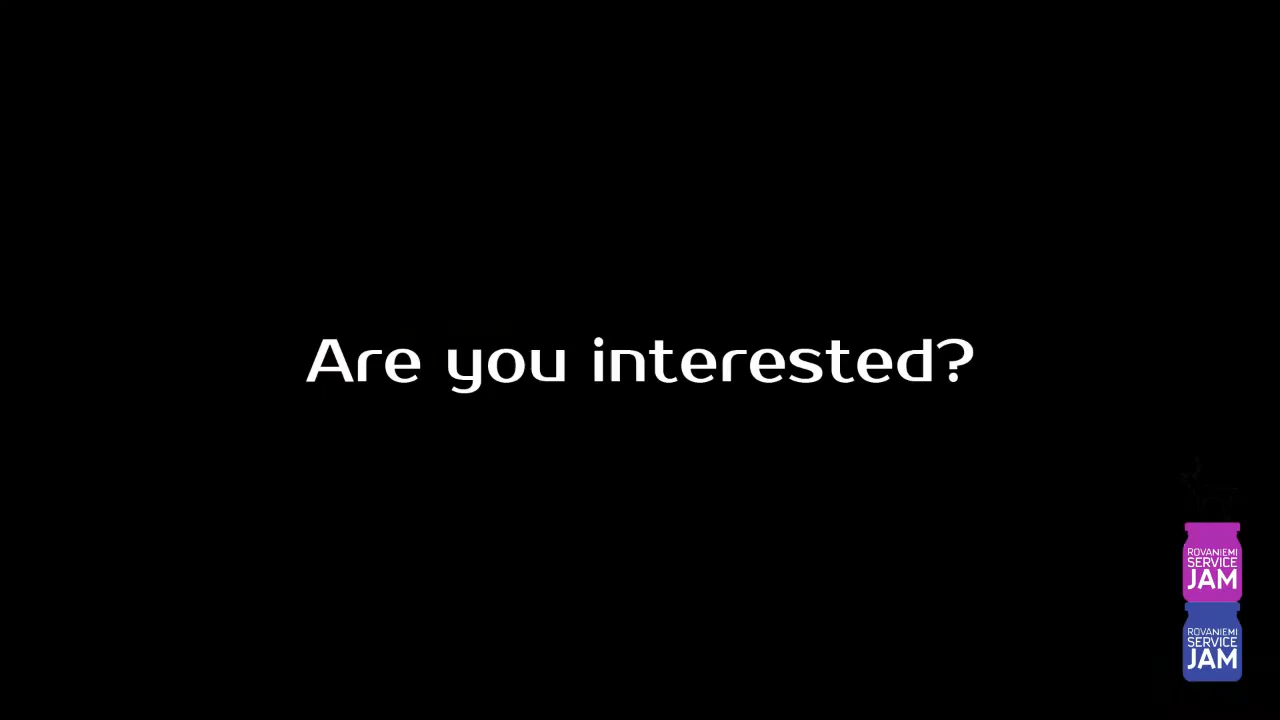 Are you interested?
ROVANIEMI
SERVICE
JAM
ROVANIEMI
SERVICE
JAM